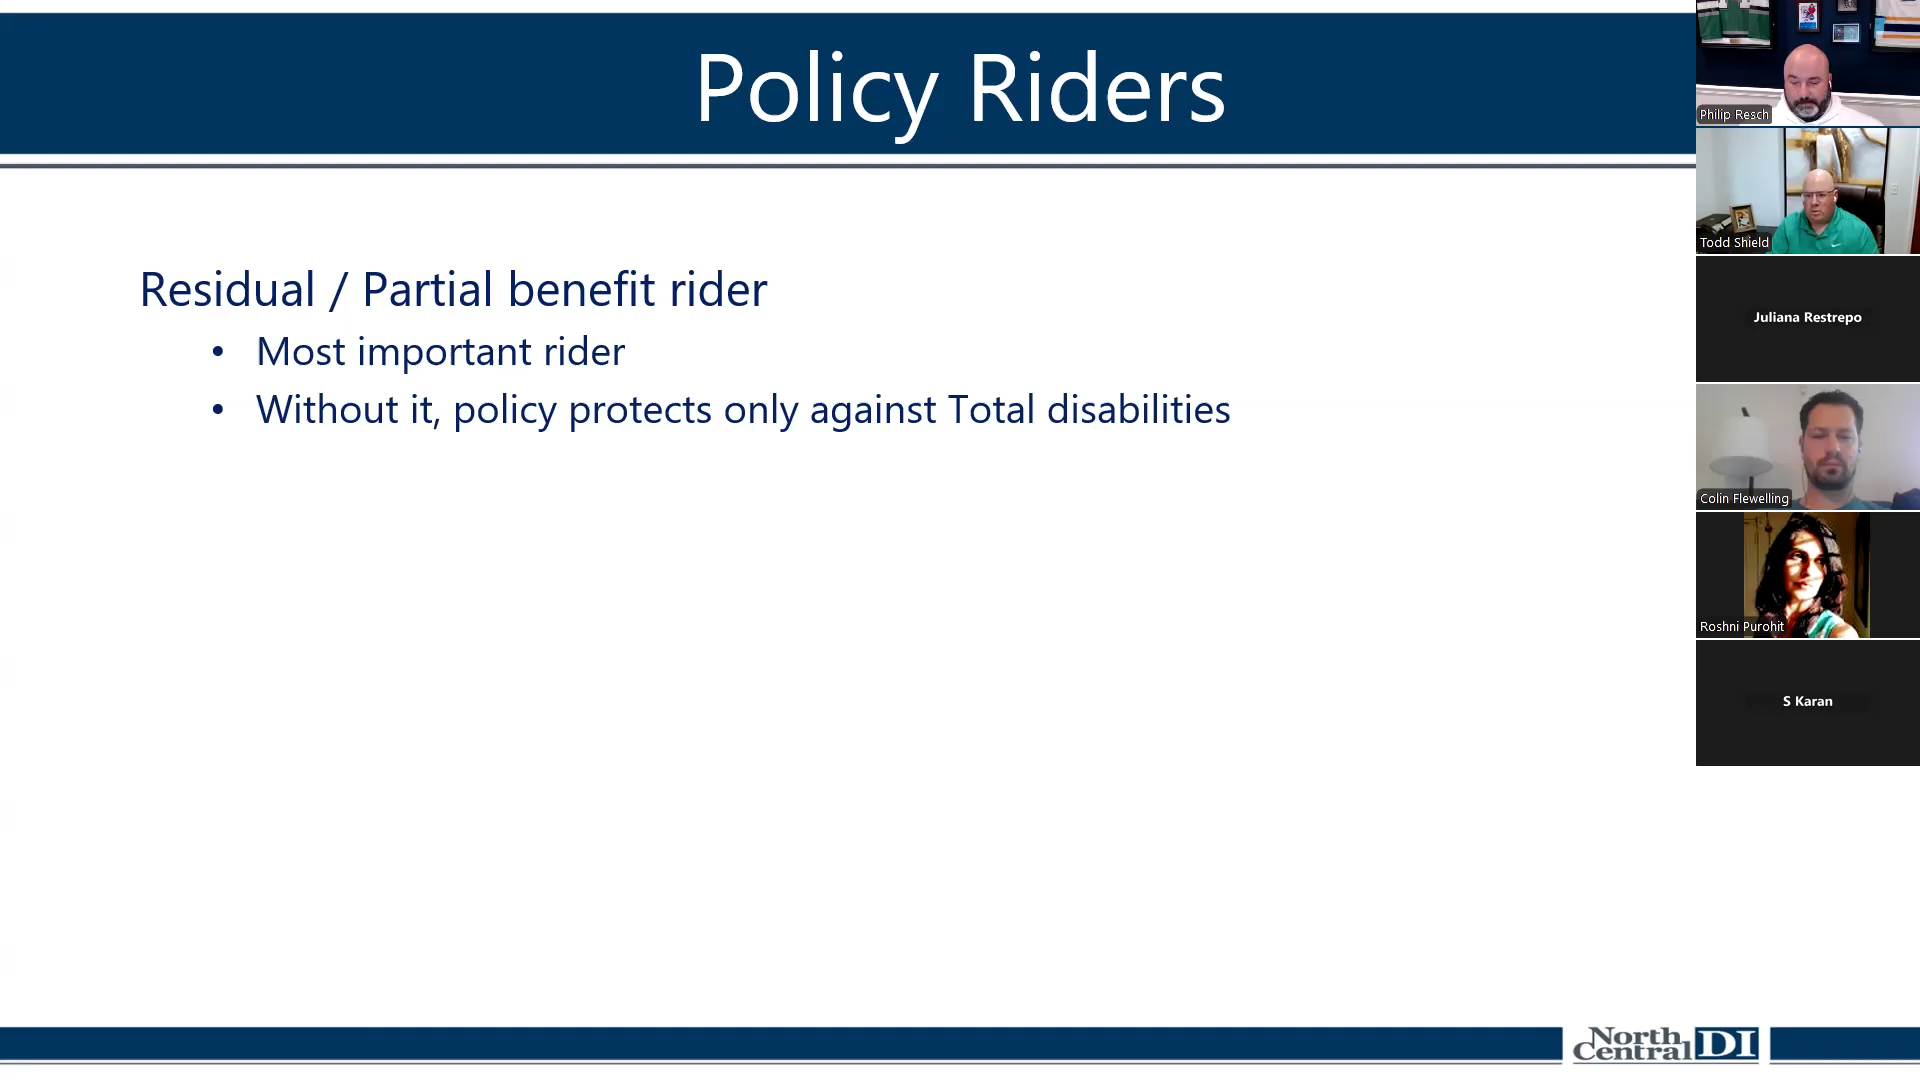 Policy Riders
Residual / Partial benefit rider
• Most important rider
• Without it, policy protects only against Total disabilities
Philip Resch
Todd Shield
Juliana Restrepo
Colin Flewelling
Roshni Purohit
S Karan
North
Central DI